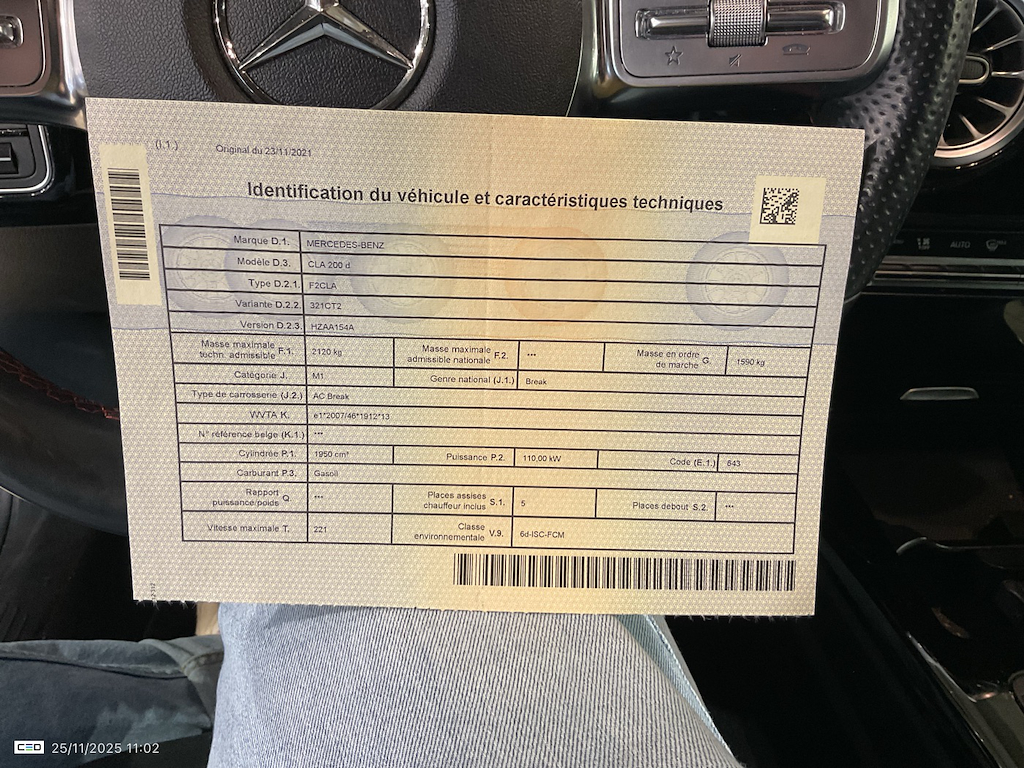 AUTO
(I.1.)
Original du 23/11/2021
Identification du véhicule et caractéristiques techniques
Marque D.1. MERCEDES-BENZ
Modèle D.3. CLA 200 d
Type D.2.1. F2CLA
Variante D.2.2. 321CT2
Version D.2.3. HZAA154A
Masse maximale techn. admissible F.1. 2120 kg Masse maximale admissible nationale F.2. *** Masse en ordre de marche G. 1590 kg
Catégorie J. M1 Genre national (J.1.) Break
Type de carrosserie (J.2.) AC Break
WVTA K. e1*2007/46*1912*13
N° référence belge (K.1.) ***
Cylindrée P.1. 1950 cm³ Puissance P.2. 110,00 kW Code (E.1.) 643
Carburant P.3. Gasoil
Rapport puissance/poids Q. *** Places assises chauffeur inclus S.1. 5 Places debout S.2. ***
Vitesse maximale T. 221 Classe environnementale V.9. 6d-ISC-FCM
CEO 25/11/2025 11:02